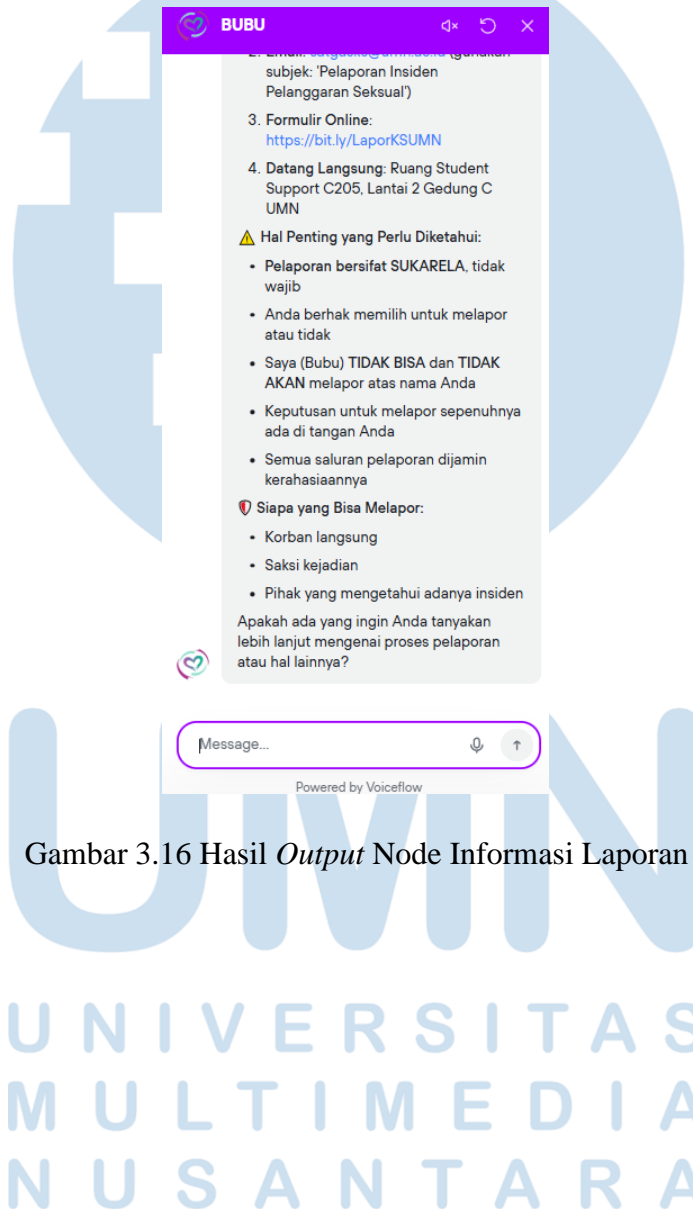 BUBU
subjek: 'Pelaporan Insiden
Pelanggaran Seksual')
3. Formulir Online:
https://bit.ly/LaporKSUMN
4. Datang Langsung: Ruang Student
Support C205, Lantai 2 Gedung C
UMN
⚠️ Hal Penting yang Perlu Diketahui:
• Pelaporan bersifat SUKARELA, tidak
wajib
• Anda berhak memilih untuk melapor
atau tidak
• Saya (Bubu) TIDAK BISA dan TIDAK
AKAN melapor atas nama Anda
• Keputusan untuk melapor sepenuhnya
ada di tangan Anda
• Semua saluran pelaporan dijamin
kerahasiaannya
🛡️ Siapa yang Bisa Melapor:
• Korban langsung
• Saksi kejadian
• Pihak yang mengetahui adanya insiden
Apakah ada yang ingin Anda tanyakan
lebih lanjut mengenai proses pelaporan
atau hal lainnya?
Message...
Powered by Voiceflow
Gambar 3.16 Hasil Output Node Informasi Laporan
UMN
UNIVERSITAS
MULTIMEDIA
NUSANTARA